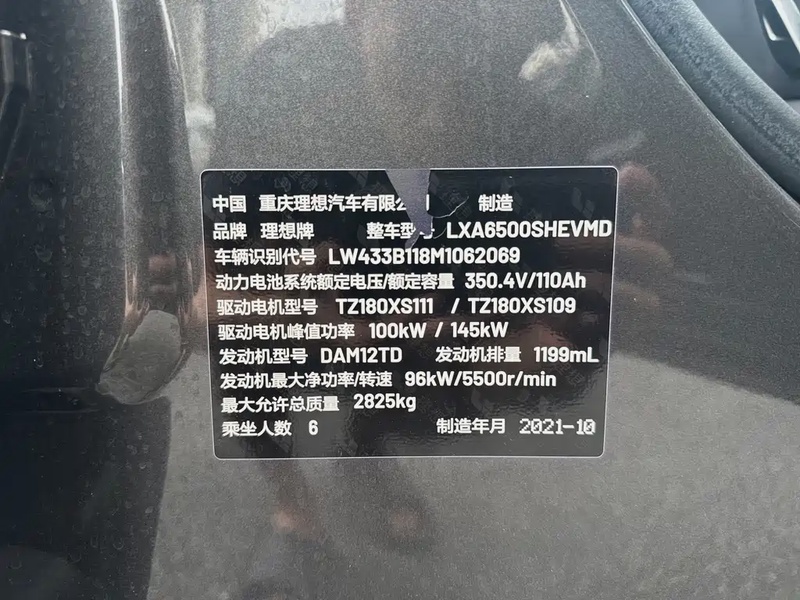 中国 重庆理想汽车有限公 制造
品牌 理想牌 整车型号 LXA6500SHEVMD
车辆识别代号 LW433B118M1062069
动力电池系统额定电压/额定容量 350.4V/110Ah
驱动电机型号 TZ180XS111 / TZ180XS109
驱动电机峰值功率 100kW / 145kW
发动机型号 DAM12TD 发动机排量 1199mL
发动机最大净功率/转速 96kW/5500r/min
最大允许总质量 2825kg
乘坐人数 6 制造年月 2021-10